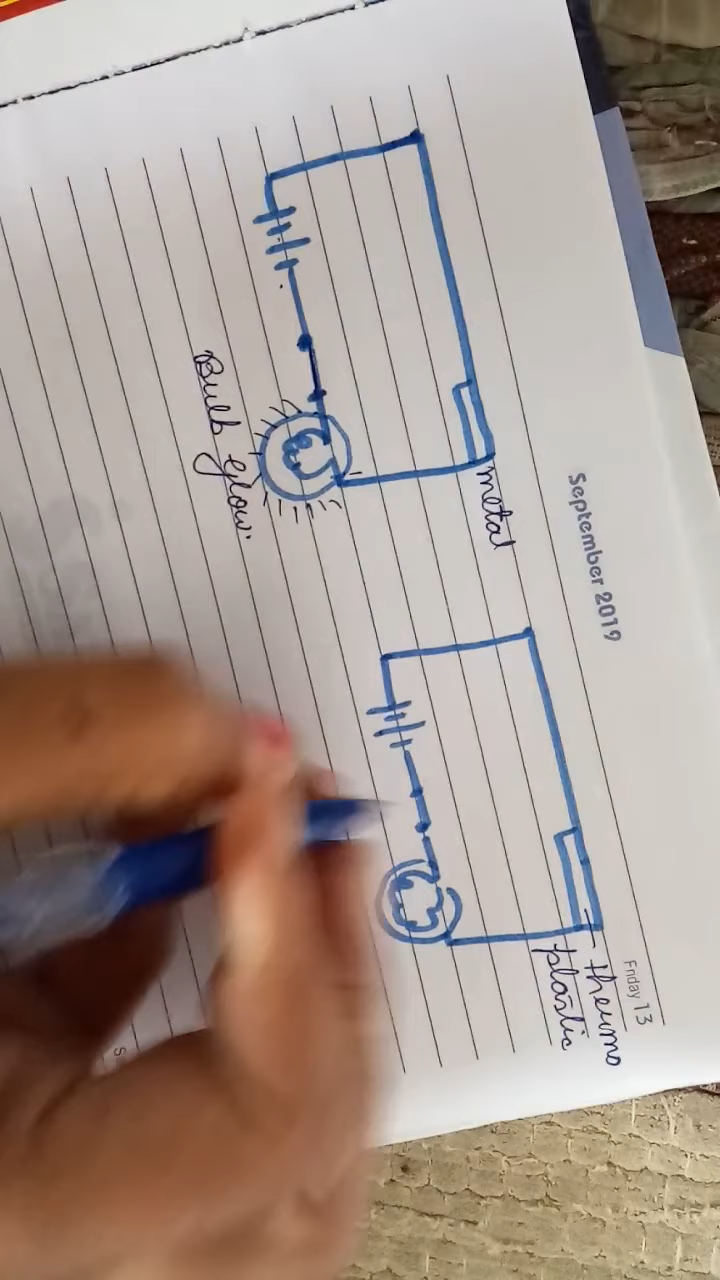 September 2019
Friday 13
metal
Bulb glow.
thermo
plastic